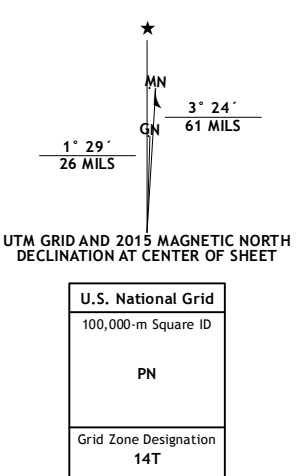 ★
MN
3° 24´
61 MILS
GN
1° 29´
26 MILS
UTM GRID AND 2015 MAGNETIC NORTH
DECLINATION AT CENTER OF SHEET
U.S. National Grid
100,000-m Square ID
PN
Grid Zone Designation
14T